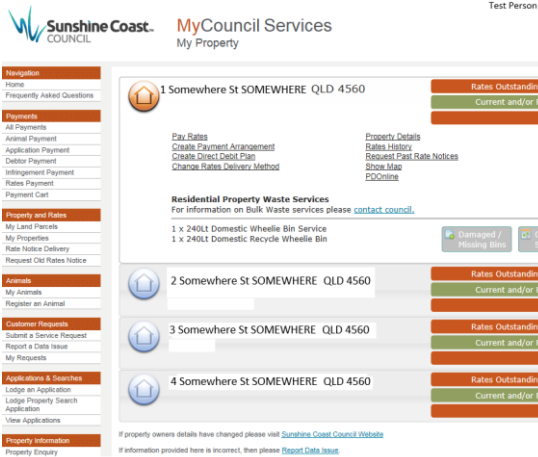 Test Person
Sunshine Coast
COUNCIL
MyCouncil Services
My Property
Navigation
Home
Frequently Asked Questions
Payments
All Payments
Animal Payment
Application Payment
Debtor Payment
Infringement Payment
Rates Payment
Payment Cart
Property and Rates
My Land Parcels
My Properties
Rate Notice Delivery
Request Old Rates Notice
Animals
My Animals
Register an Animal
Customer Requests
Submit a Service Request
Report a Data Issue
My Requests
Applications & Searches
Lodge an Application
Lodge Property Search
Application
View Applications
Property Information
Property Enquiry
1 Somewhere St SOMEWHERE QLD 4560
Rates Outstandin
Current and/or
Pay Rates
Create Payment Arrangement
Create Direct Debit Plan
Change Rates Delivery Method
Property Details
Rates History
Request Past Rate Notices
Show Map
PDOnline
Residential Property Waste Services
For information on Bulk Waste services please contact council.
1 x 240Lt Domestic Wheelie Bin Service
1 x 240Lt Domestic Recycle Wheelie Bin
Damaged /
Missing Bins
2 Somewhere St SOMEWHERE QLD 4560
Rates Outstandin
Current and/or
3 Somewhere St SOMEWHERE QLD 4560
Rates Outstandin
Current and/or
4 Somewhere St SOMEWHERE QLD 4560
Rates Outstandin
Current and/or
If property owners details have changed please visit Sunshine Coast Council Website
If information provided here is incorrect, then please Report Data Issue.